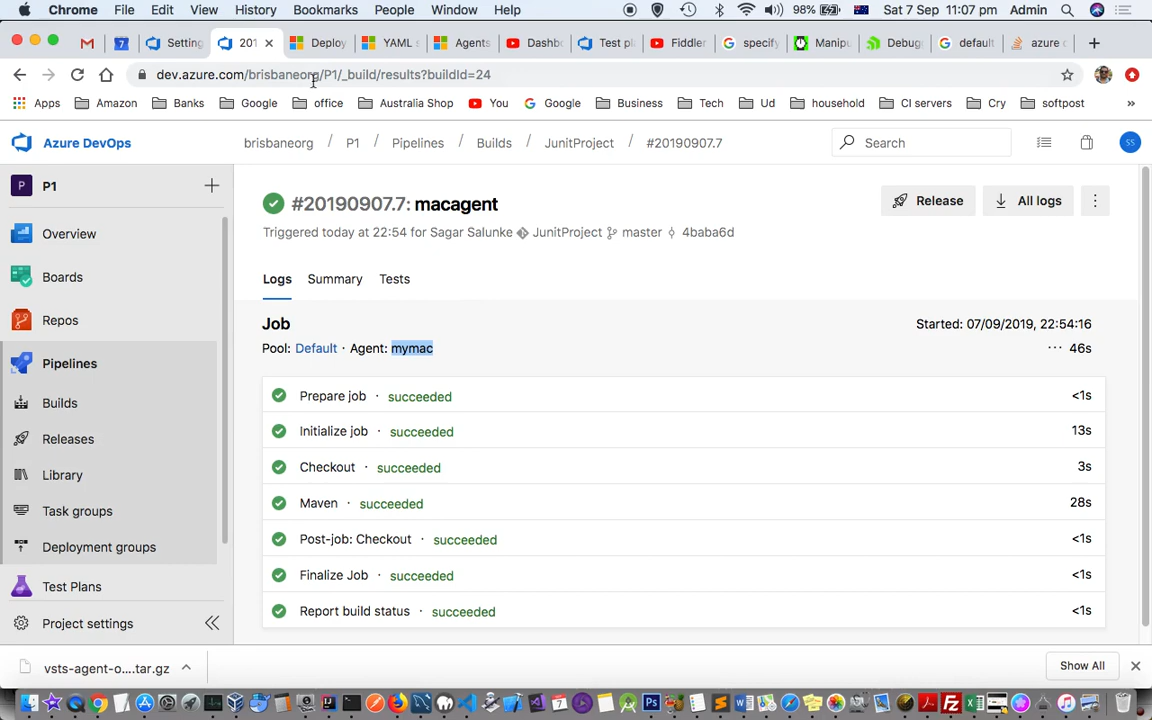 Chrome File Edit View History Bookmarks People Window Help 98% Sat 7 Sep 11:07 pm Admin
Setting 201 Deploy YAML Agents Dashb Test pl Fiddler specify Manipu Debug default azure
dev.azure.com/brisbaneorg/P1/_build/results?buildId=24
Apps Amazon Banks Google office Australia Shop You Google Business Tech Ud household CI servers Cry softpost »
Azure DevOps brisbaneorg / P1 / Pipelines / Builds / JunitProject / #20190907.7 Search SS
P P1 +
Overview
Boards
Repos
Pipelines
Builds
Releases
Library
Task groups
Deployment groups
Test Plans
Project settings
#20190907.7: macagent
Release All logs
Triggered today at 22:54 for Sagar Salunke JunitProject master 4baba6d
Logs Summary Tests
Job Started: 07/09/2019, 22:54:16
Pool: Default · Agent: mymac ··· 46s
Prepare job · succeeded <1s
Initialize job · succeeded 13s
Checkout · succeeded 3s
Maven · succeeded 28s
Post-job: Checkout · succeeded <1s
Finalize Job · succeeded <1s
Report build status · succeeded <1s
vsts-agent-o....tar.gz Show All